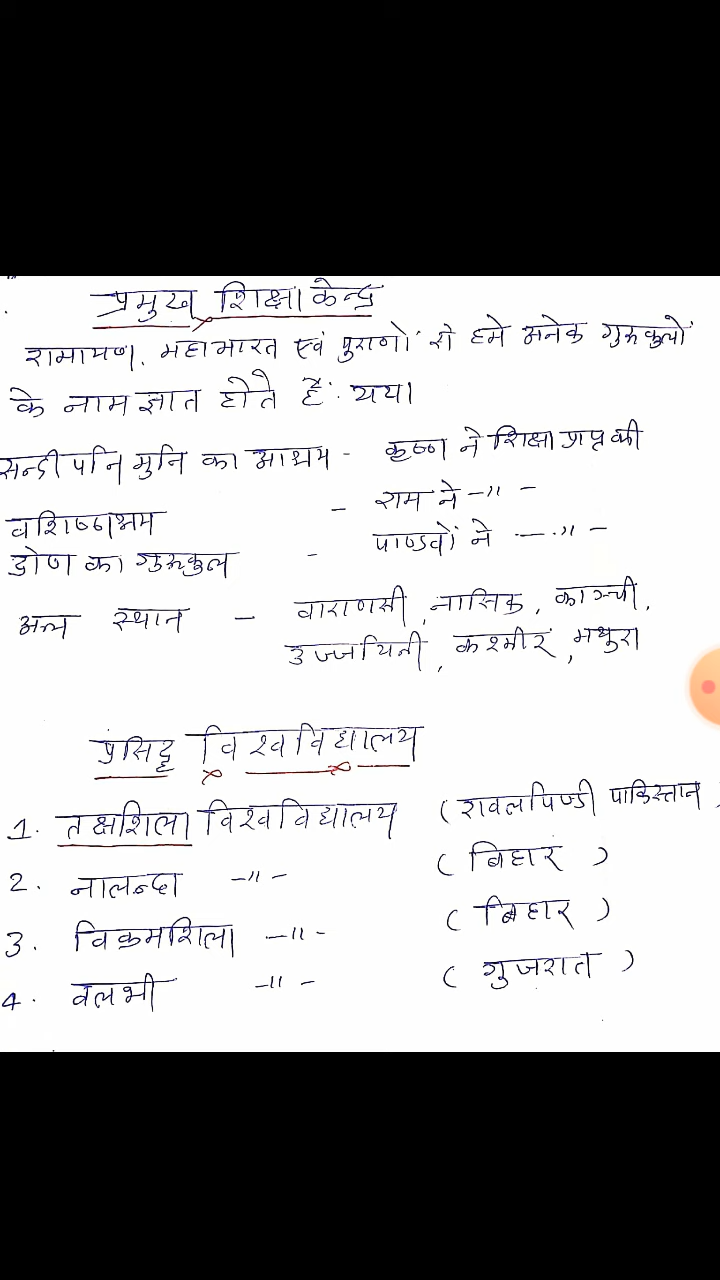 प्रमुख शिक्षा केन्द्र
रामायण, महाभारत एवं पुराणों से हमे अनेक गुरुकुलों
के नाम ज्ञात होते हैं. यथा
सन्दीपनि मुनि का आश्रम - कृष्ण ने शिक्षा प्राप्त की
वशिष्ठाश्रम - राम ने -"-
द्रोण का गुरुकुल - पाण्डवों ने -"-
अन्य स्थान - वाराणसी, नासिक, काञ्ची,
उज्जयिनी, कश्मीर, मथुरा
प्रसिद्ध विश्वविद्यालय
1. तक्षशिला विश्वविद्यालय (रावलपिण्डी पाकिस्तान)
2. नालन्दा -"- (बिहार)
3. विक्रमशिला -"- (बिहार)
4. वलभी -"- (गुजरात)